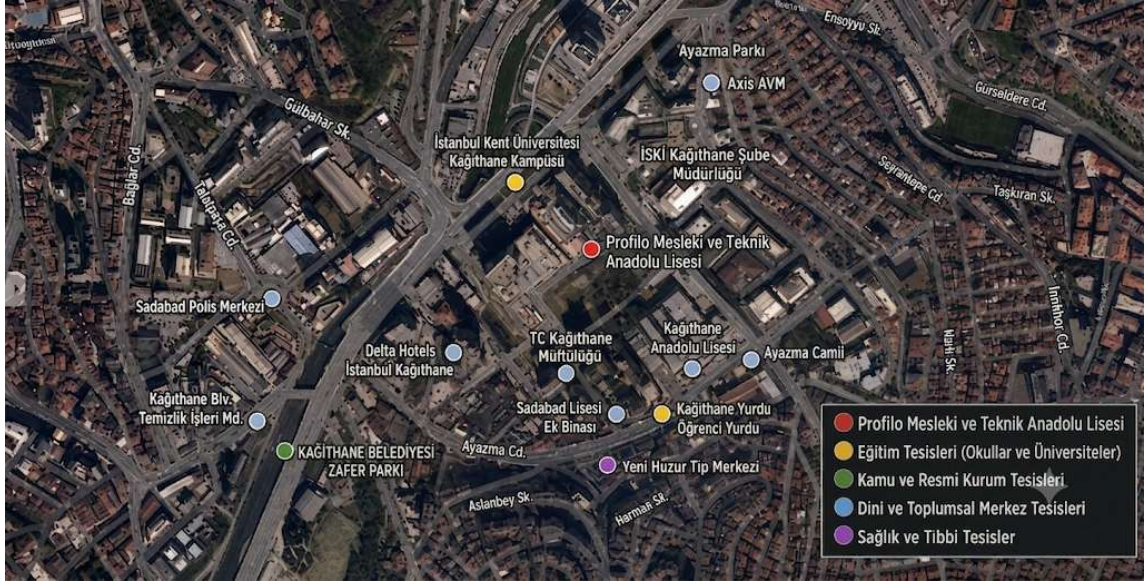 Ensoyyu Sk.
Ayazma Parkı
Axis AVM
Gürseldere Cd.
Gülbahar Sk.
İstanbul Kent Üniversitesi
Kağıthane Kampüsü
İSKİ Kağıthane Şube
Müdürlüğü
Seyrantepe Cd
Taşkıran Sk.
Bağlar Cd.
Talatpaşa Cd.
Profilo Mesleki ve Teknik
Anadolu Lisesi
Sadabad Polis Merkezi
Delta Hotels
İstanbul Kağıthane
TC Kağıthane
Müftülüğü
Kağıthane
Anadolu Lisesi
Ayazma Camii
Kağıthane Blv.
Temizlik İşleri Md.
Sadabad Lisesi
Ek Binası
Kağıthane Yurdu
Öğrenci Yurdu
KAĞITHANE BELEDİYESİ
ZAFER PARKI
Ayazma Cd.
Yeni Huzur Tip Merkezi
Aslanbey Sk.
Harman SR.
Profilo Mesleki ve Teknik Anadolu Lisesi
Eğitim Tesisleri (Okullar ve Üniversiteler)
Kamu ve Resmi Kurum Tesisleri
Dini ve Toplumsal Merkez Tesisleri
Sağlık ve Tibbi Tesisler